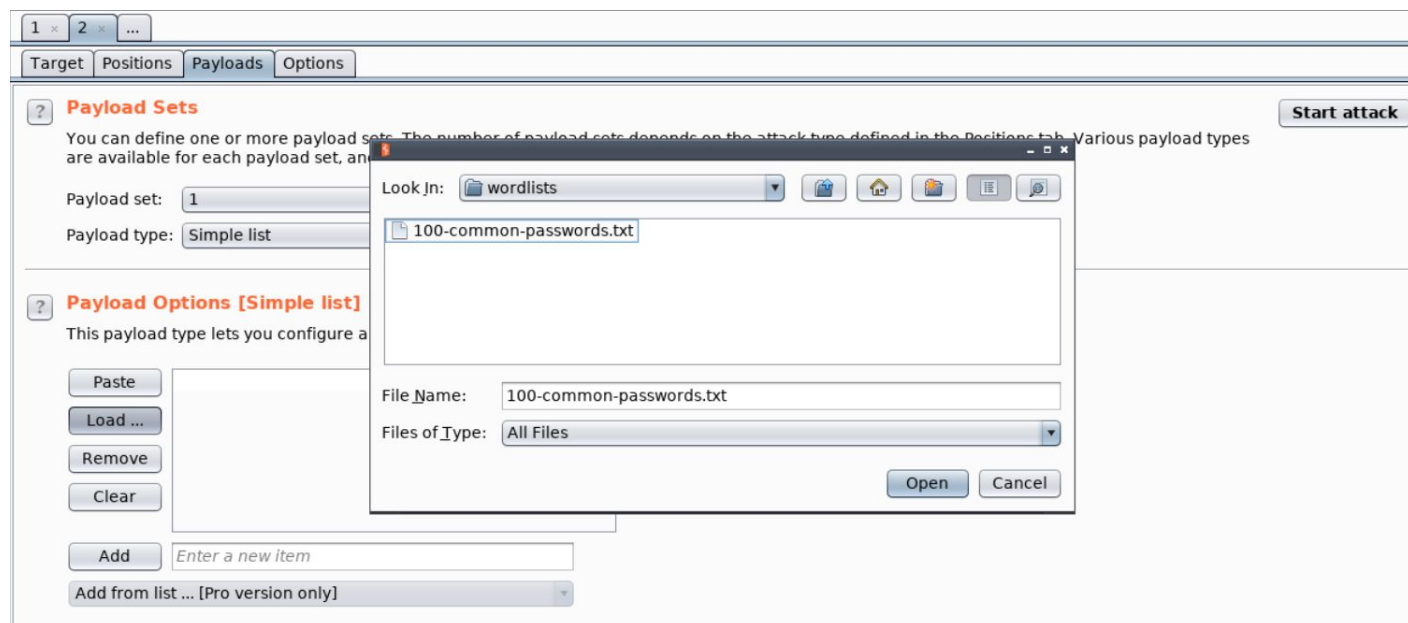 1 × 2 × ...
Target Positions Payloads Options
? Payload Sets
Start attack
You can define one or more payload sets. The number of payload sets depends on the attack type defined in the Positions tab. Various payload types
are available for each payload set, an
Payload set: 1
Payload type: Simple list
Look In: wordlists
100-common-passwords.txt
File Name: 100-common-passwords.txt
Files of Type: All Files
Open Cancel
? Payload Options [Simple list]
This payload type lets you configure a
Paste
Load ...
Remove
Clear
Add Enter a new item
Add from list ... [Pro version only]